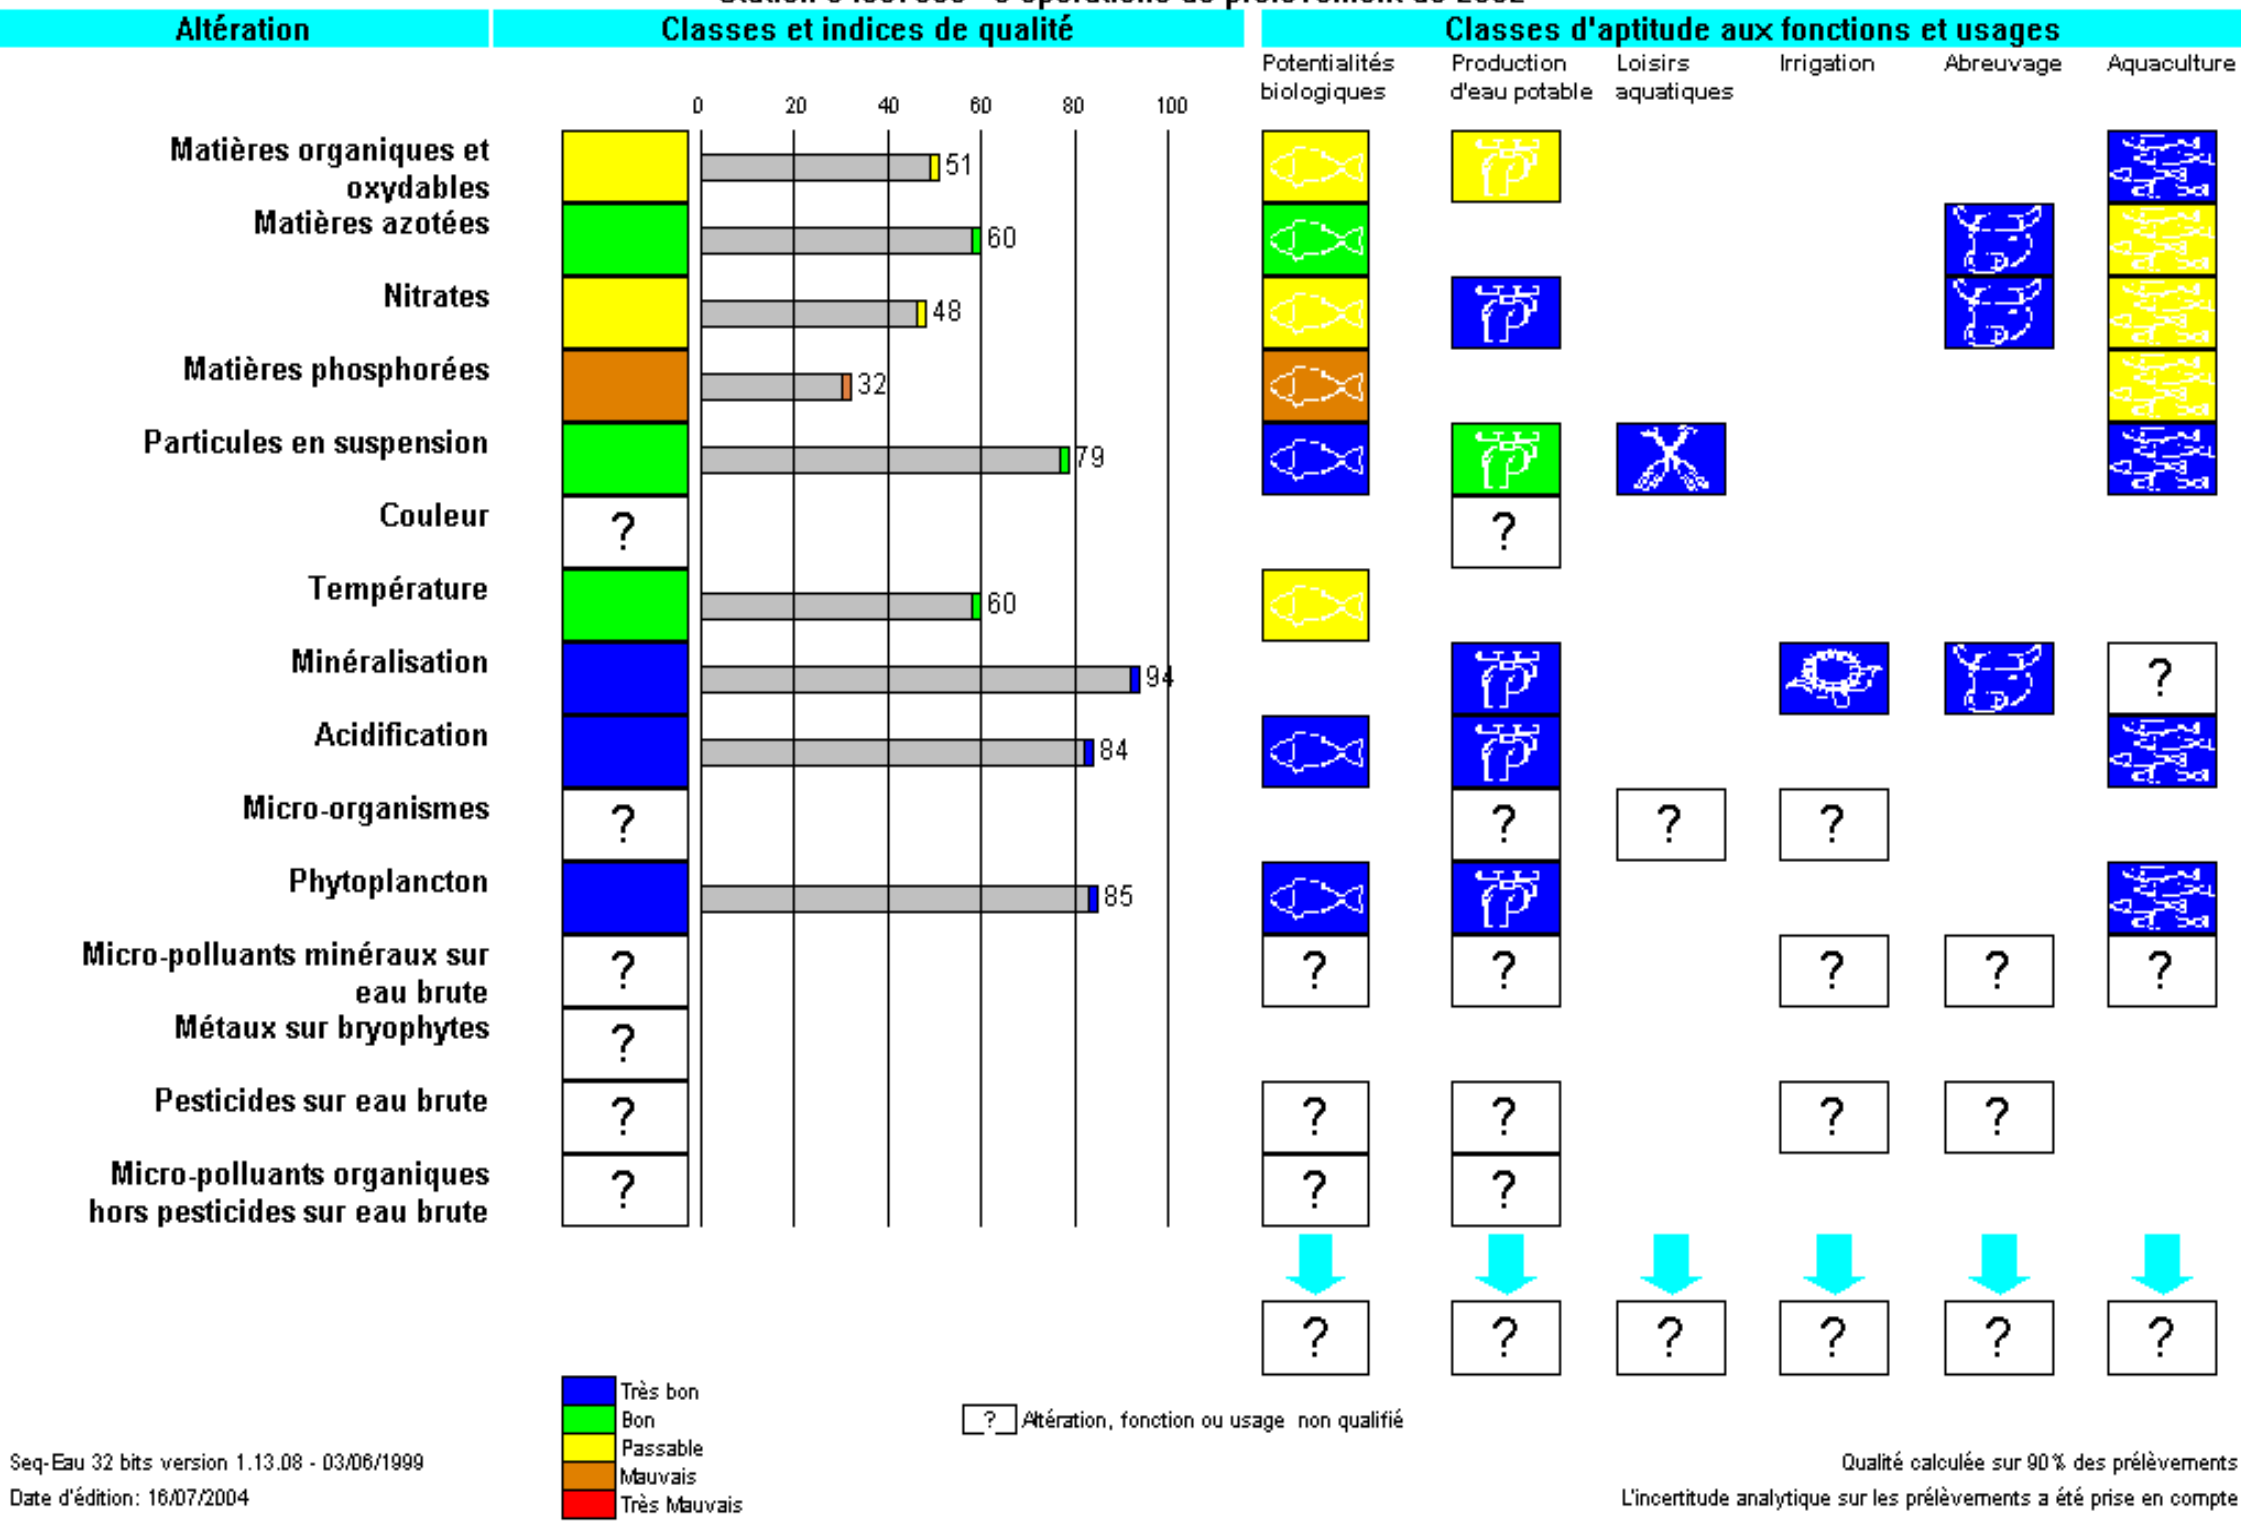 Altération Classes et indices de qualité Classes d'aptitude aux fonctions et usages
Potentialités biologiques
Production d'eau potable
Loisirs aquatiques
Irrigation
Abreuvage
Aquaculture
0 20 40 60 80 100
Matières organiques et
oxydables
51
Matières azotées
60
Nitrates
48
Matières phosphorées
32
Particules en suspension
79
Couleur
? ?
Température
60
Minéralisation
94 ?
Acidification
84
Micro-organismes
? ? ? ?
Phytoplancton
85
Micro-polluants minéraux sur
eau brute
? ? ? ? ? ?
Métaux sur bryophytes
?
Pesticides sur eau brute
? ? ? ? ?
Micro-polluants organiques
hors pesticides sur eau brute
? ? ?
? ? ? ? ? ?
Très bon
Bon
Passable
Mauvais
Très Mauvais
? Altération, fonction ou usage non qualifié
Seq-Eau 32 bits version 1.13.08 - 03/06/1999
Date d'édition: 16/07/2004
Qualité calculée sur 90% des prélèvements
L'incertitude analytique sur les prélèvements a été prise en compte